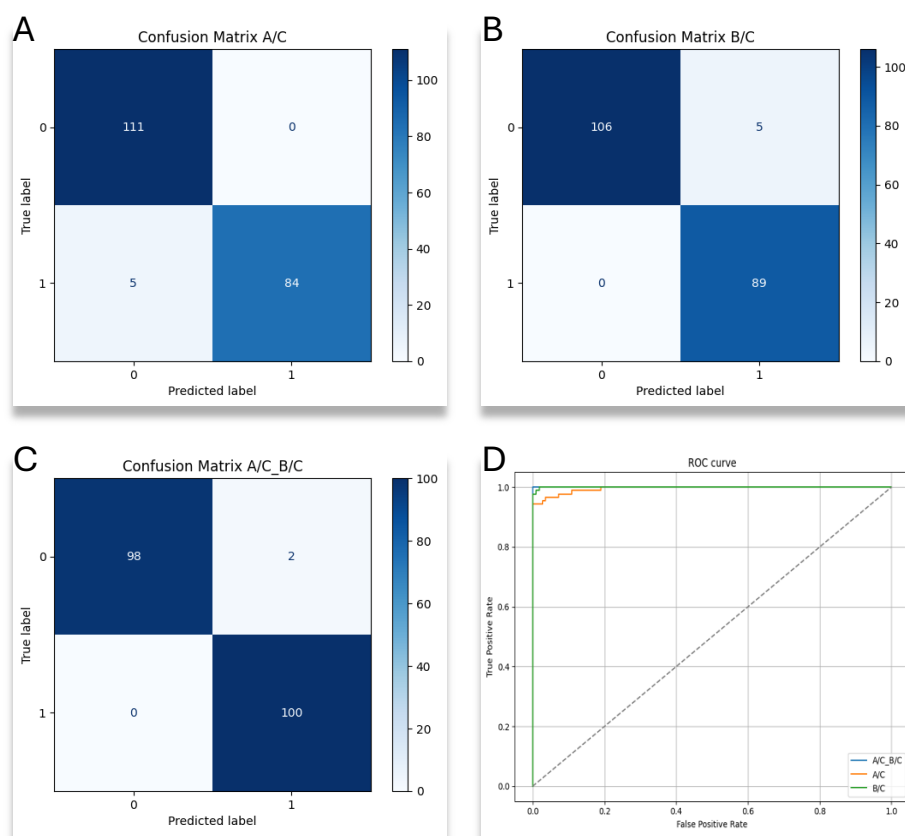 A
Confusion Matrix A/C
0
111
0
1
5
84
True label
0
1
Predicted label
100
80
60
40
20
0
B
Confusion Matrix B/C
0
106
5
1
0
89
True label
0
1
Predicted label
100
80
60
40
20
0
C
Confusion Matrix A/C_B/C
0
98
2
1
0
100
True label
0
1
Predicted label
100
80
60
40
20
0
D
ROC curve
1.0
0.8
0.6
0.4
0.2
0.0
True Positive Rate
0.0
0.2
0.4
0.6
0.8
1.0
False Positive Rate
A/C_B/C
A/C
B/C